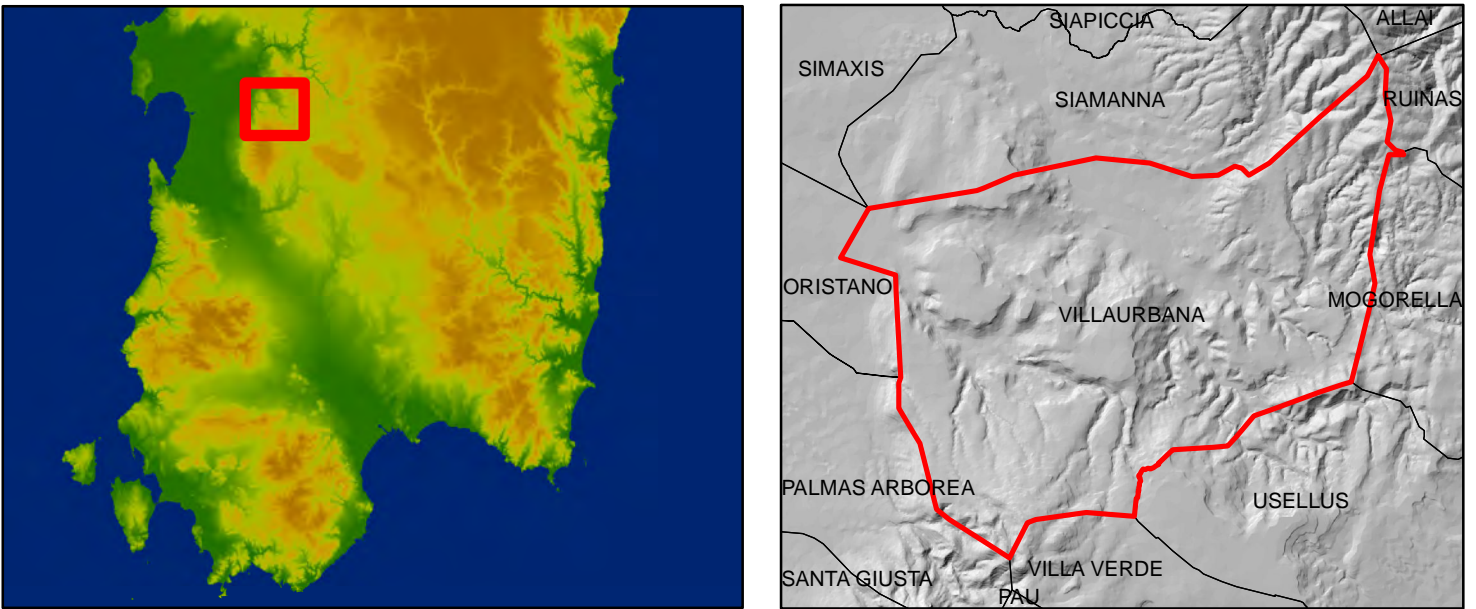 SIAPICCIA
ALLAI
SIMAXIS
SIAMANNA
RUINAS
ORISTANO
MOGORELLA
VILLAURBANA
PALMAS ARBOREA
USELLUS
VILLA VERDE
SANTA GIUSTA
PAU